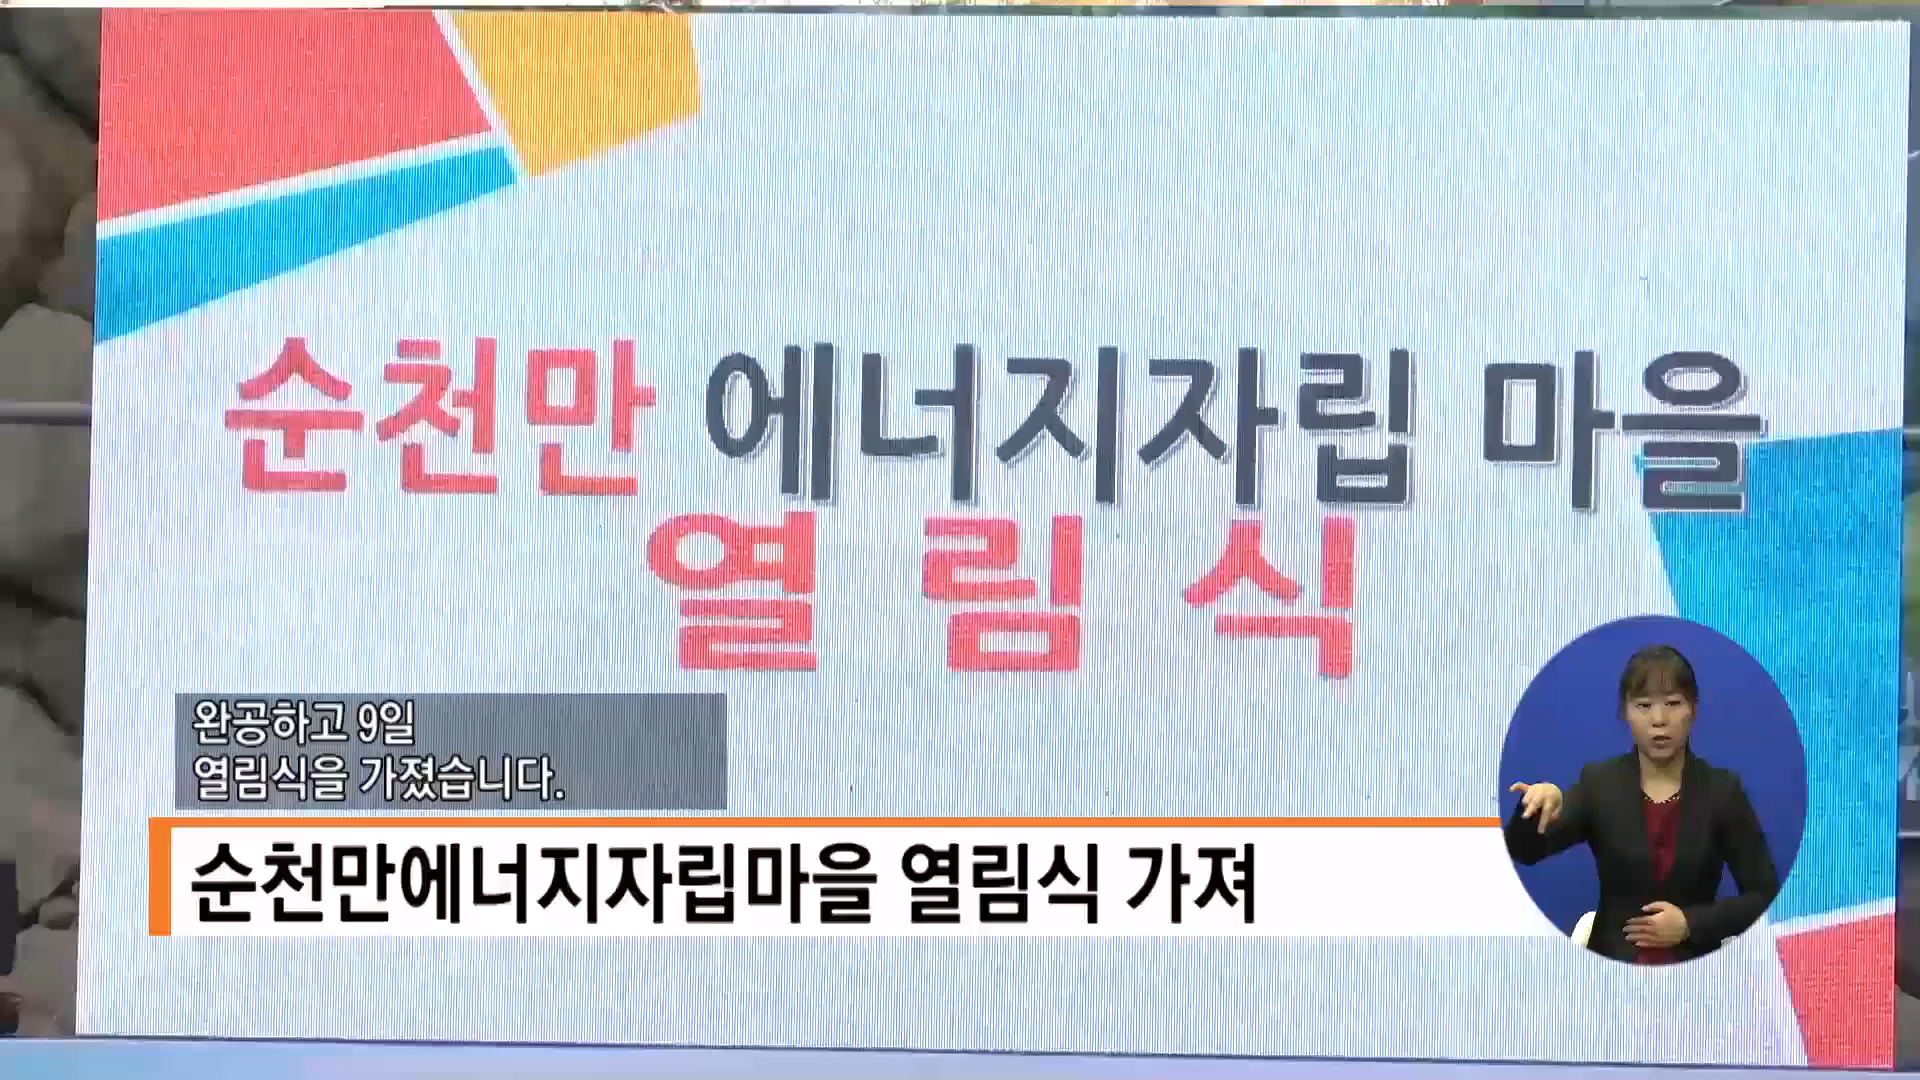 순천만 에너지자립 마을
열림식
완공하고 9일
열림식을 가졌습니다.
순천만에너지자립마을 열림식 가져